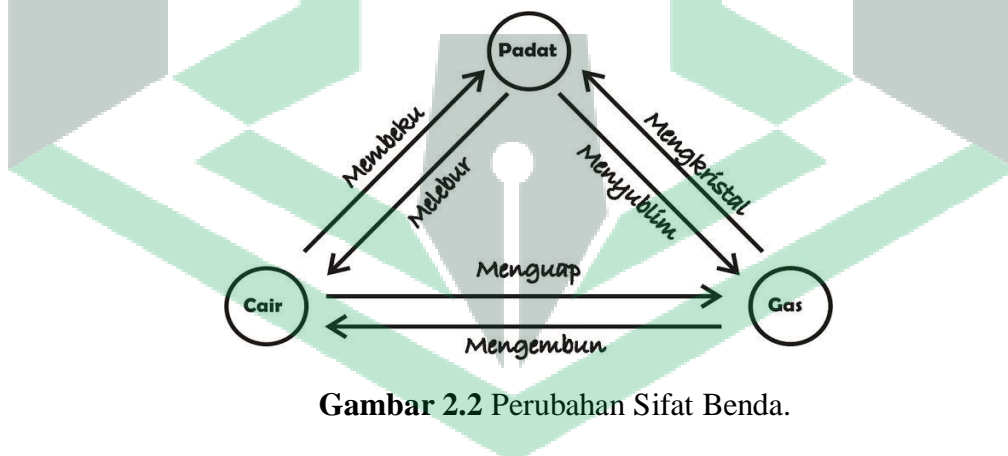 Padat
Membeku
Melebur
Menyublim
Mengkristal
Menguap
Cair
Gas
Mengembun
Gambar 2.2 Perubahan Sifat Benda.